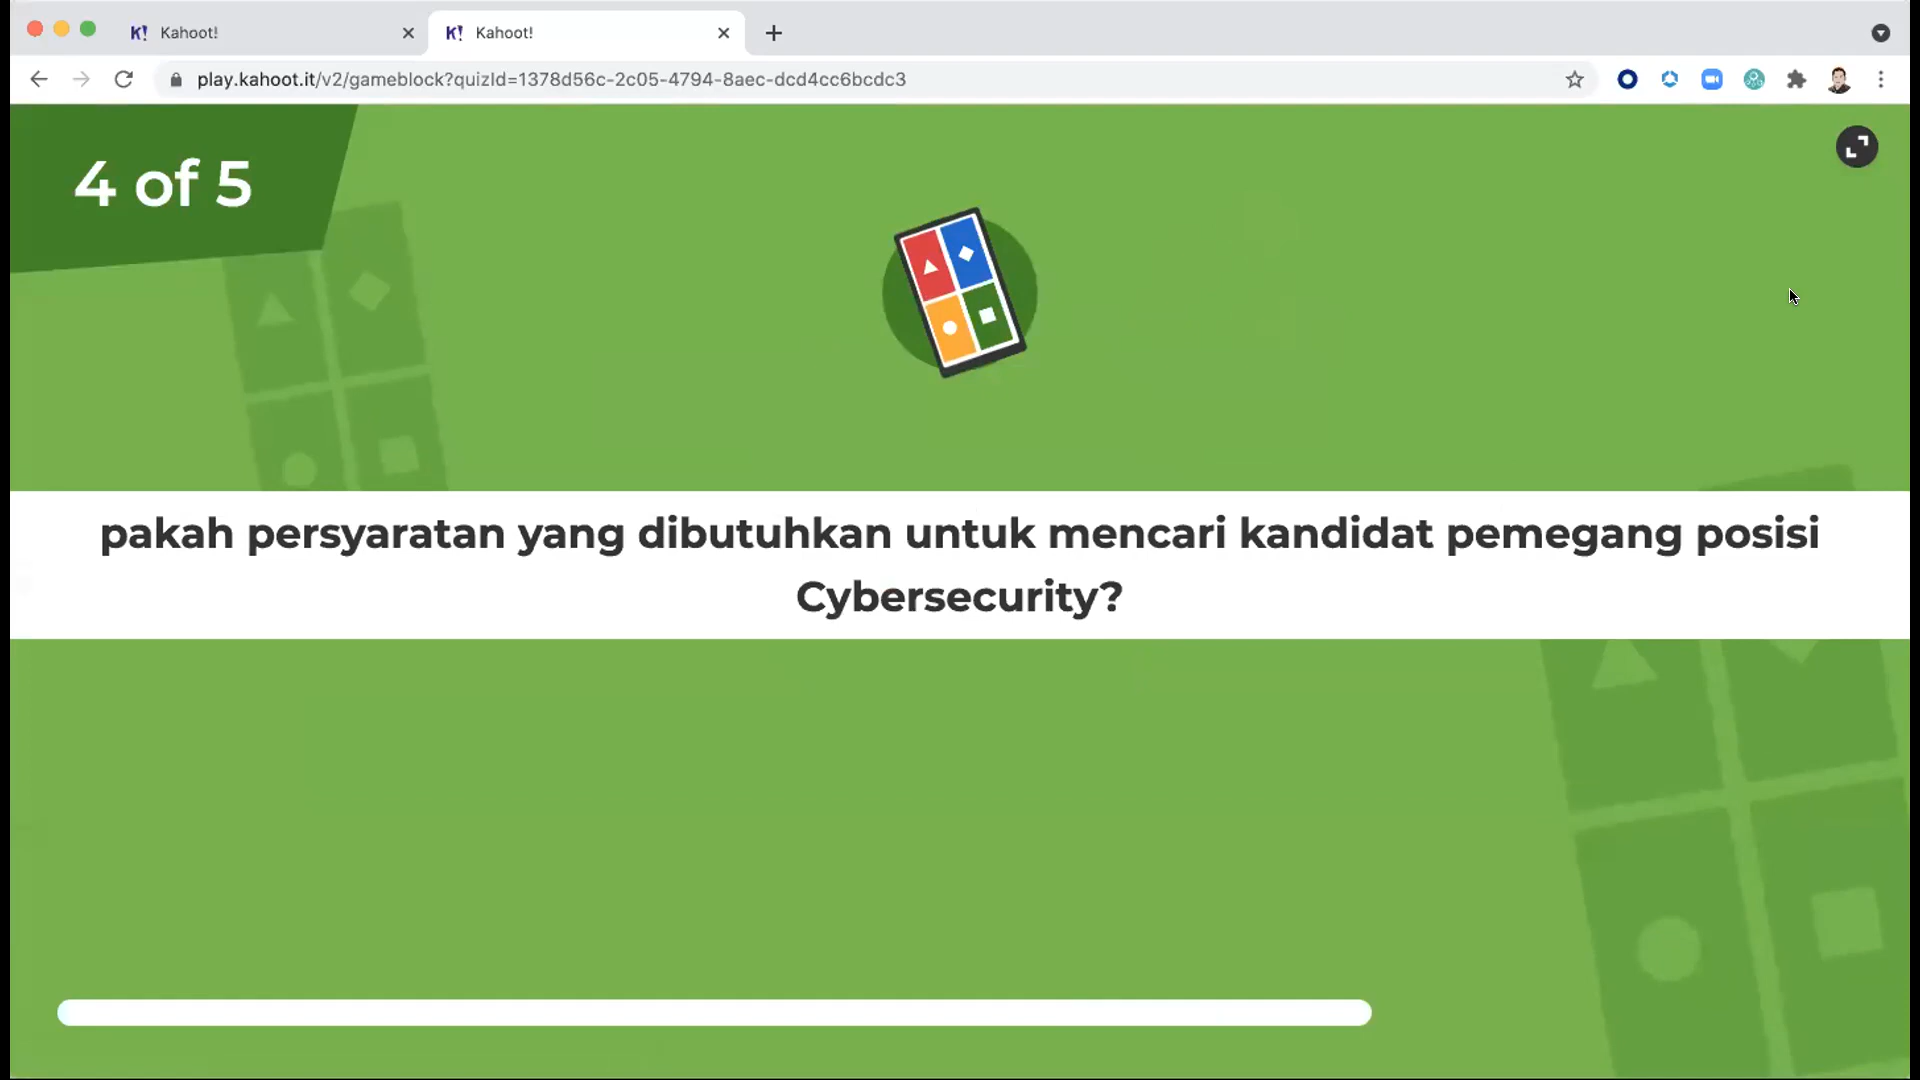 K! Kahoot!
K! Kahoot!
play.kahoot.it/v2/gameblock?quizId=1378d56c-2c05-4794-8aec-dcd4cc6bcdc3
4 of 5
pakah persyaratan yang dibutuhkan untuk mencari kandidat pemegang posisi
Cybersecurity?